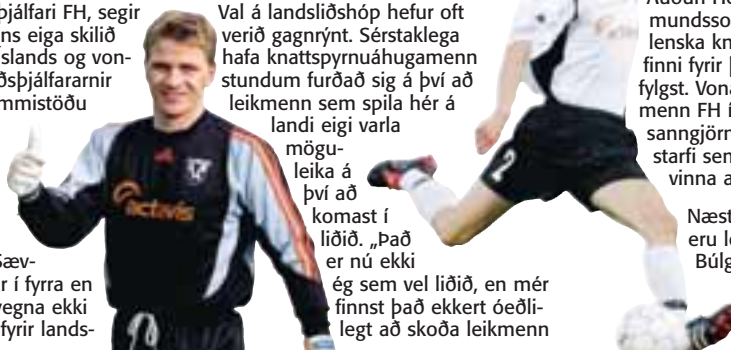 þjálfari FH, segir
ns eiga skilið
slands og von-
ðsþjálfararnir
mmistöðu
r í fyrra en
vegna ekki
fyrir lands-
actavis
Val á landsliðshóp hefur oft
verið gagnrýnt. Sérstaklega
hafa knattspyrnuáhugamenn
stundum furðað sig á því að
leikmenn sem spila hér á
landi eigi varla
mögu-
leika á
því að
komast í
liðið. „Það
er nú ekki
ég sem vel liðið, en mér
finnst það ekkert óeðli-
legt að skoða leikmenn
2
mundsso
lenska kn
finni fyrir þ
fylgst. Vona
menn FH í
sanngjörn
starfi sem
vinna a
Næst
eru le
Búlg